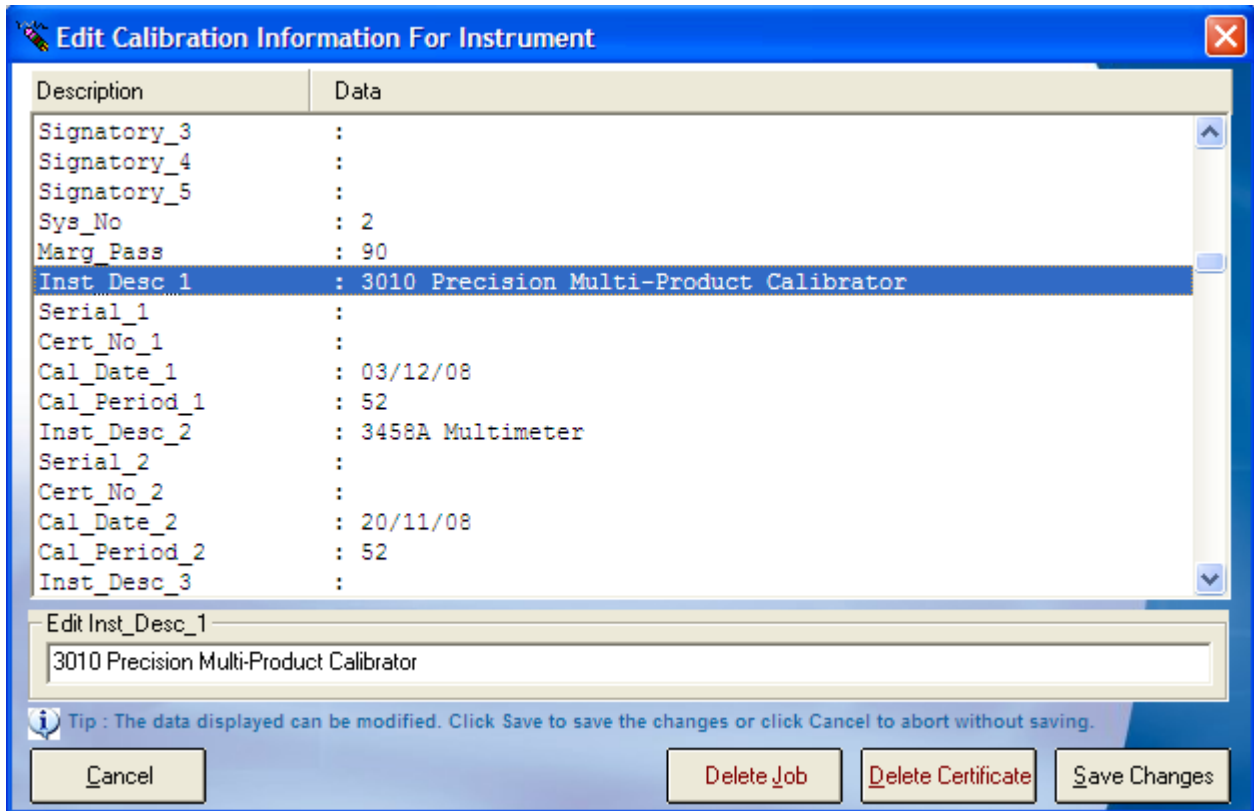 Edit Calibration Information For Instrument
Description Data
Signatory_3 :
Signatory_4 :
Signatory_5 :
Sys_No : 2
Marg_Pass : 90
Inst_Desc_1 : 3010 Precision Multi-Product Calibrator
Serial_1 :
Cert_No_1 :
Cal_Date_1 : 03/12/08
Cal_Period_1 : 52
Inst_Desc_2 : 3458A Multimeter
Serial_2 :
Cert_No_2 :
Cal_Date_2 : 20/11/08
Cal_Period_2 : 52
Inst_Desc_3 :
Edit Inst_Desc_1
3010 Precision Multi-Product Calibrator
Tip : The data displayed can be modified. Click Save to save the changes or click Cancel to abort without saving.
Cancel Delete Job Delete Certificate Save Changes